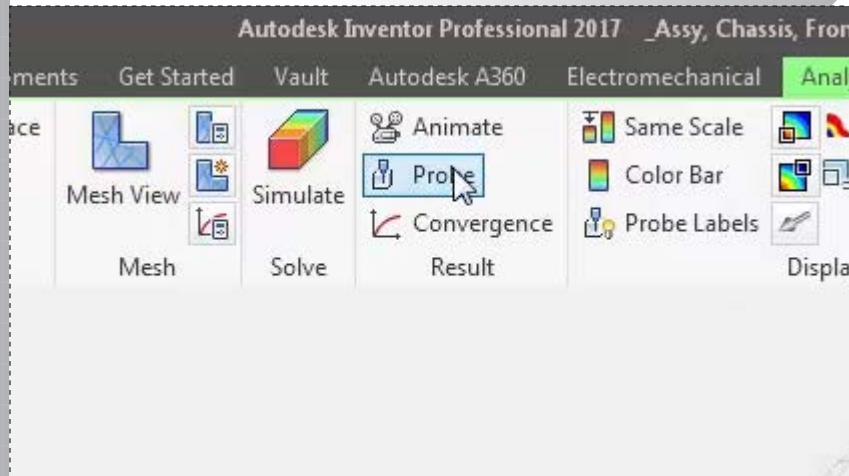 Autodesk Inventor Professional 2017 _Assy, Chassis, Fron
ments Get Started Vault Autodesk A360 Electromechanical Anal
ace Animate Same Scale
Mesh View Simulate Probe Color Bar
Convergence Probe Labels
Mesh Solve Result Displa